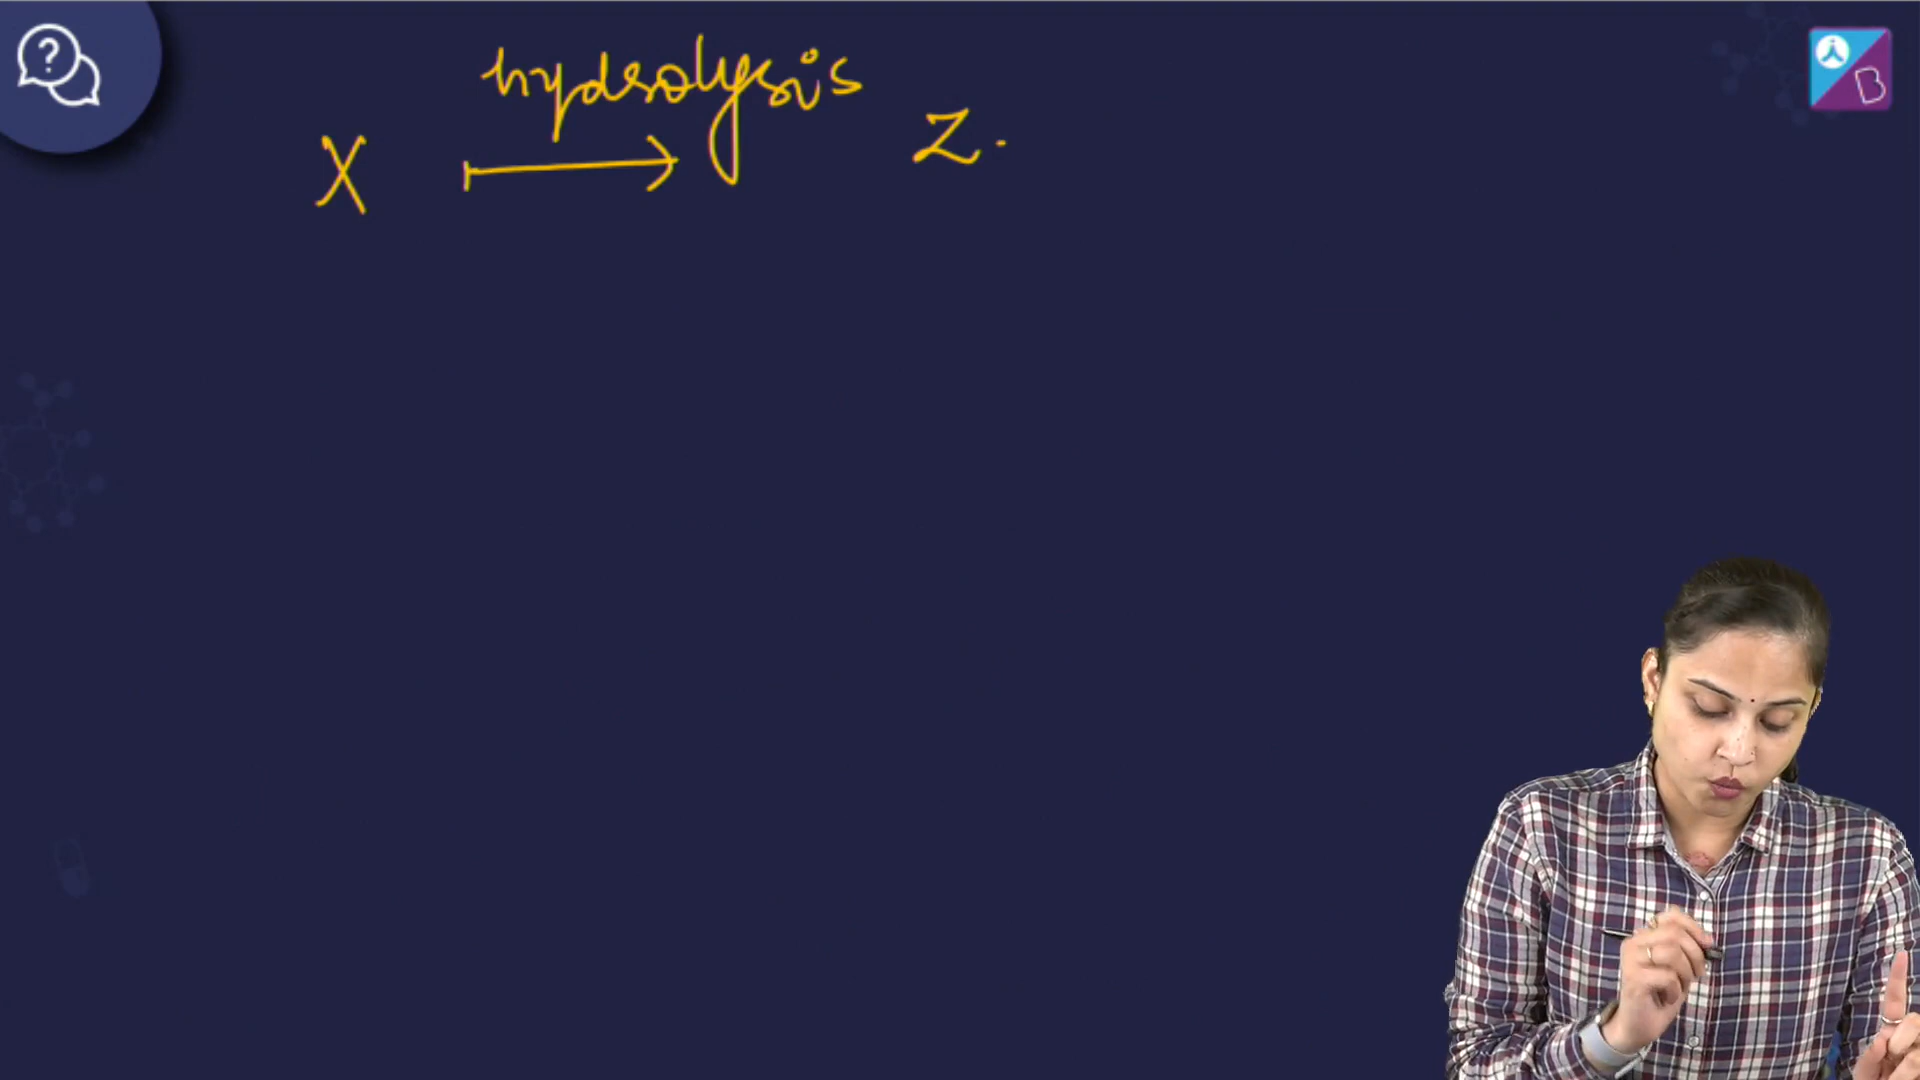 hydrolysis
X ⟼ Z.